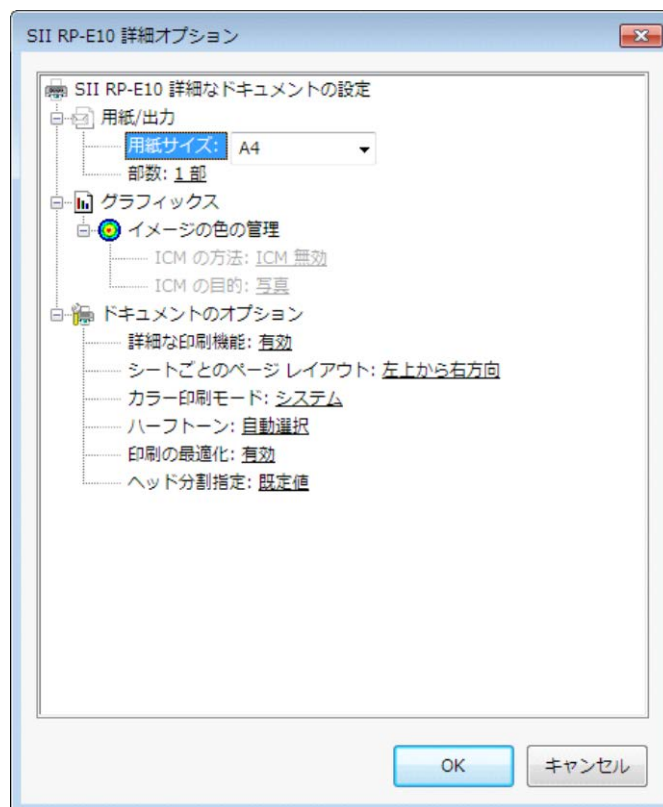 SII RP-E10 詳細オプション
SII RP-E10 詳細なドキュメントの設定
用紙/出力
用紙サイズ: A4
部数: 1 部
グラフィックス
イメージの色の管理
ICM の方法: ICM 無効
ICM の目的: 写真
ドキュメントのオプション
詳細な印刷機能: 有効
シートごとのページ レイアウト: 左上から右方向
カラー印刷モード: システム
ハーフトーン: 自動選択
印刷の最適化: 有効
ヘッド分割指定: 既定値
OK キャンセル